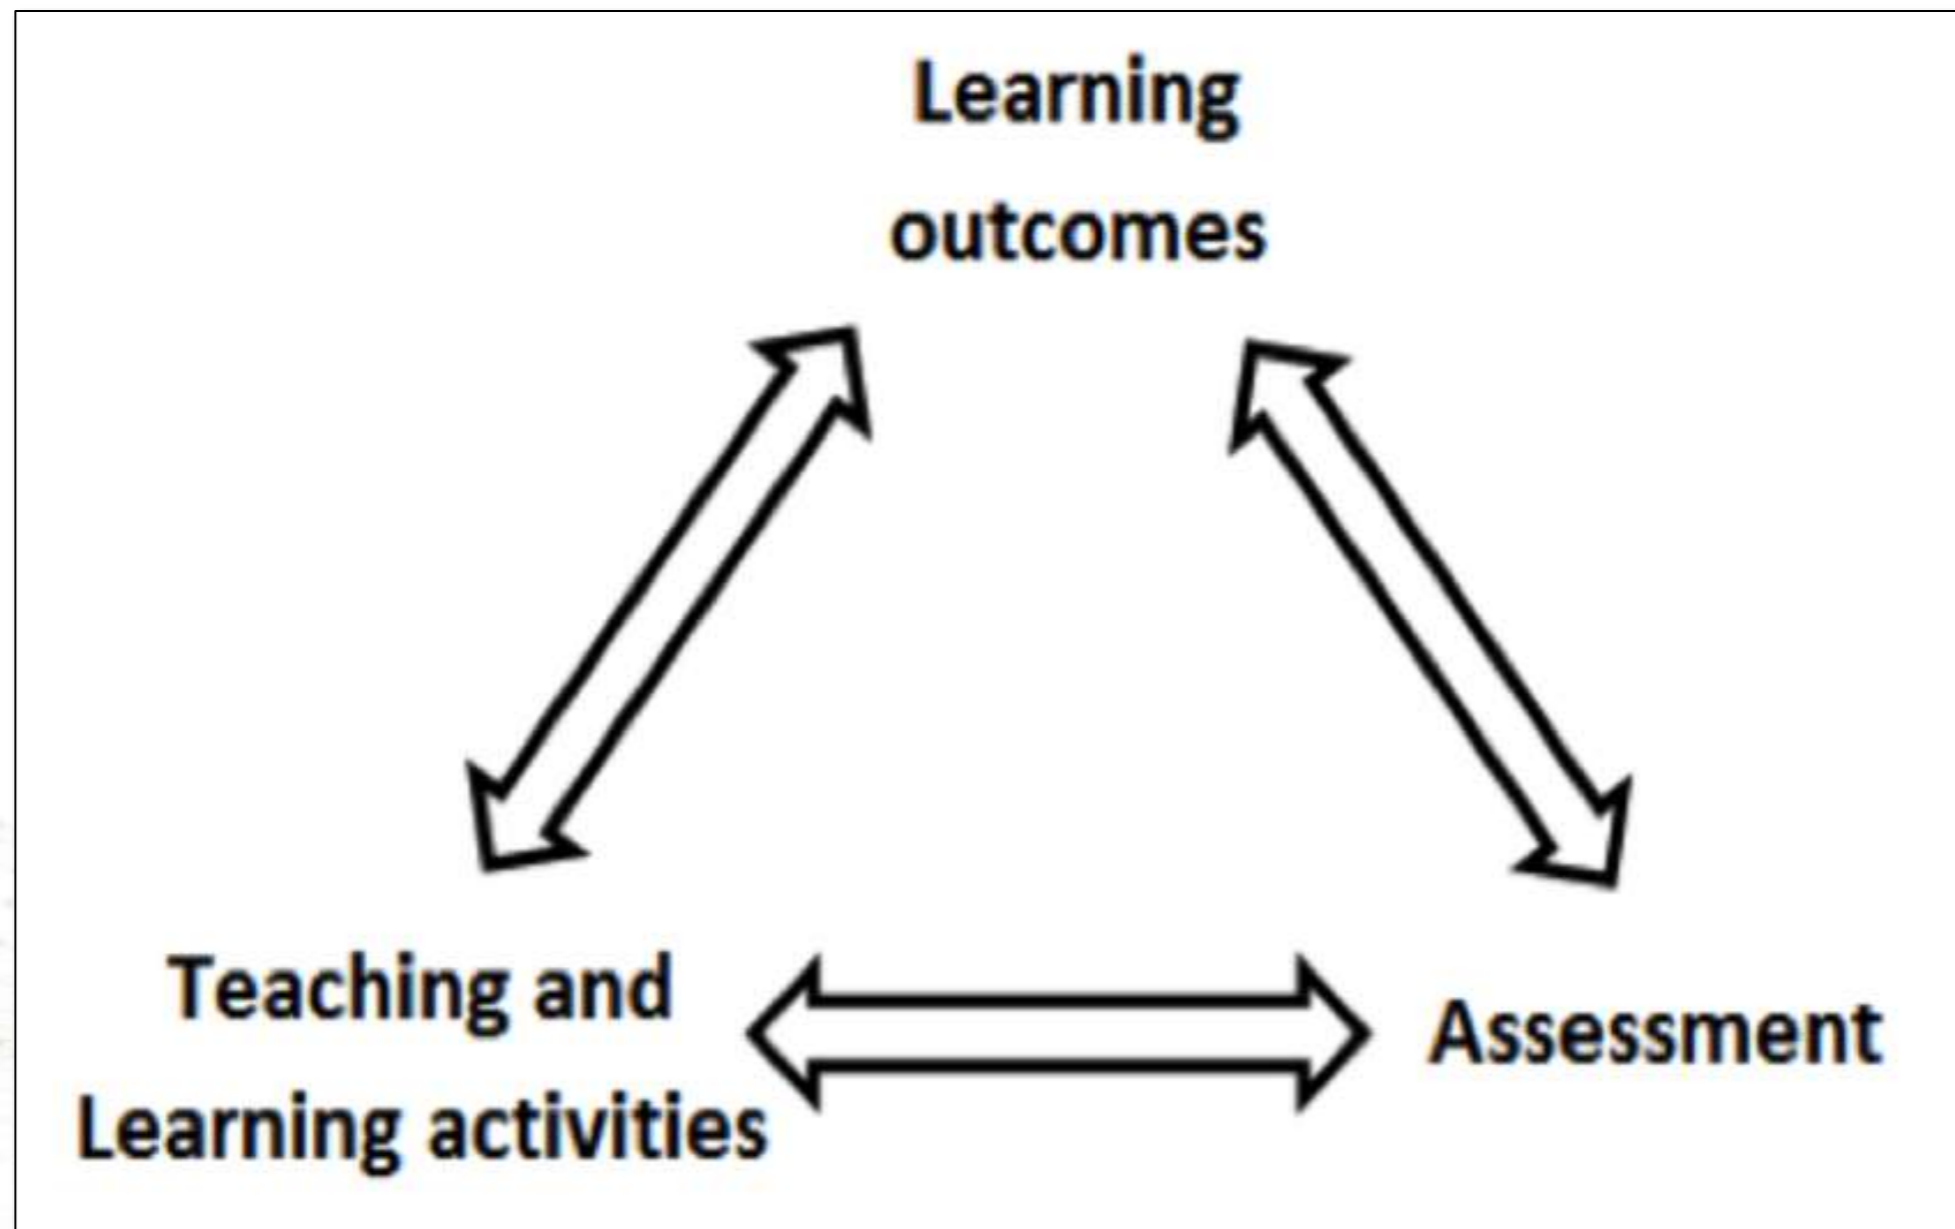 Learning
outcomes
Teaching and
Learning activities
Assessment